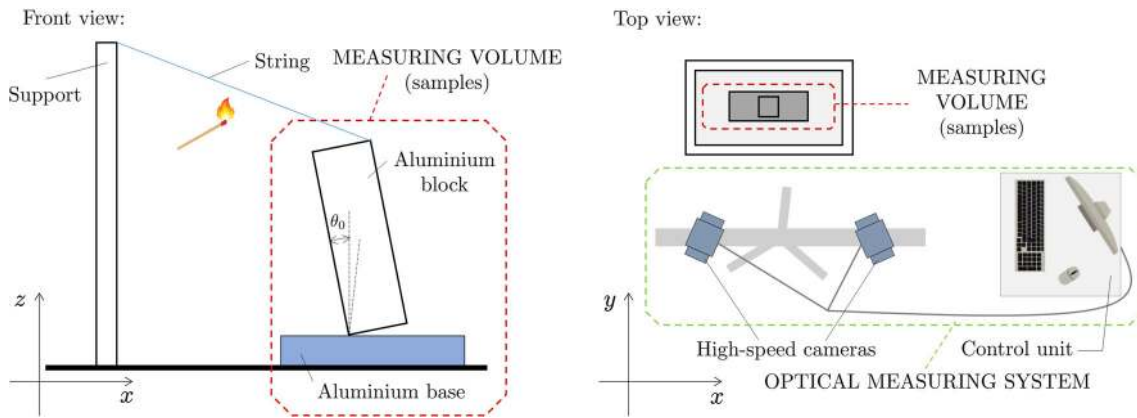 Front view:
String
MEASURING VOLUME
(samples)
Support
Aluminium
block
θ0
z
x
Aluminium base
Top view:
MEASURING
VOLUME
(samples)
y
x
High-speed cameras
Control unit
OPTICAL MEASURING SYSTEM